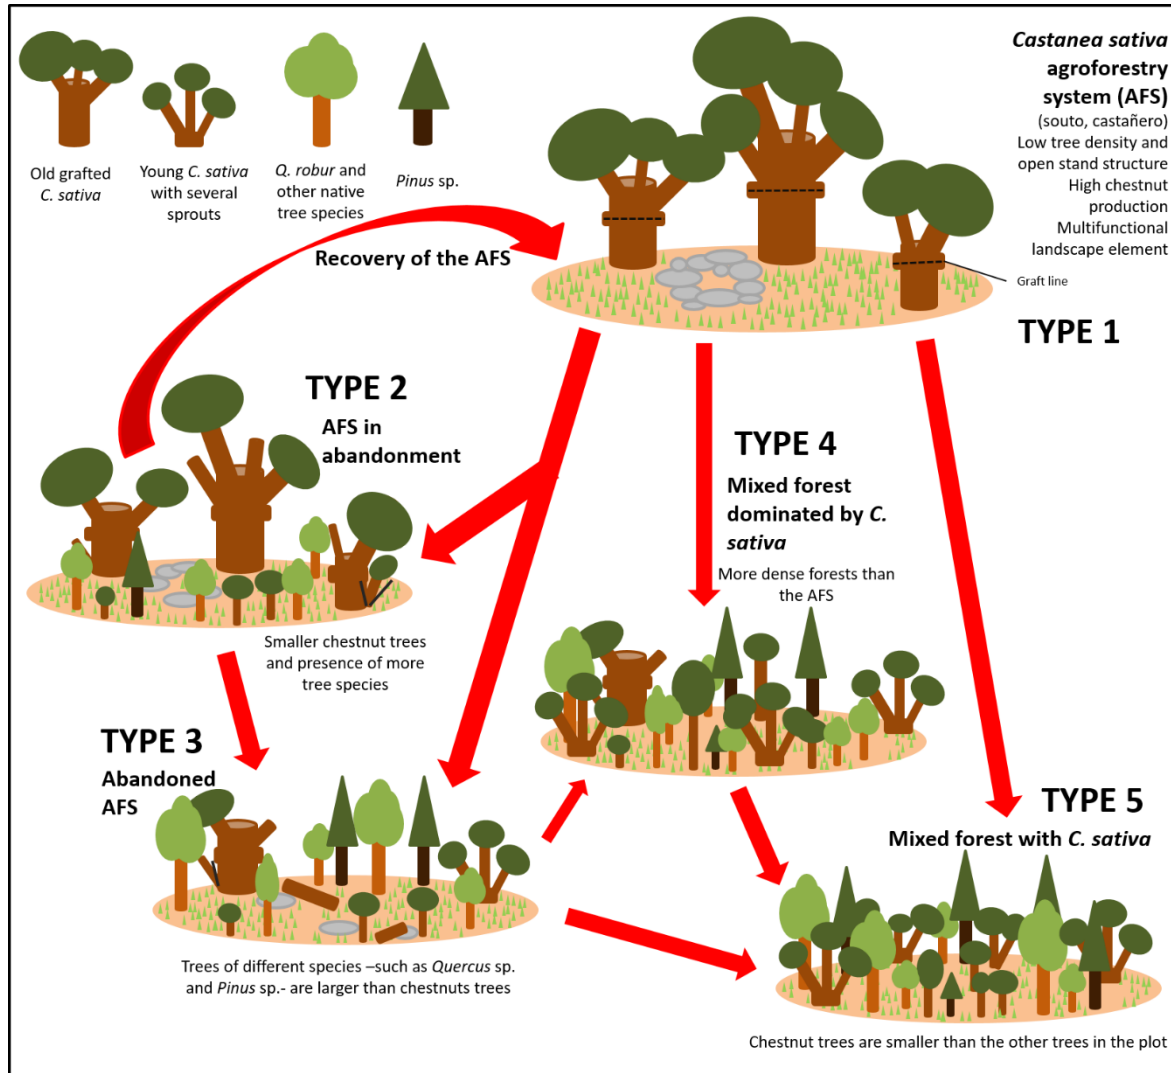 Old grafted
C. sativa
Young C. sativa
with several
sprouts
Q. robur and
other native
tree species
Pinus sp.
Castanea sativa
agroforestry
system (AFS)
(souto, castañero)
Low tree density and
open stand structure
High chestnut
production
Multifunctional
landscape element
Graft line
TYPE 1
Recovery of the AFS
TYPE 2
AFS in
abandonment
Smaller chestnut trees
and presence of more
tree species
TYPE 4
Mixed forest
dominated by C.
sativa
More dense forests than
the AFS
TYPE 3
Abandoned
AFS
Trees of different species –such as Quercus sp.
and Pinus sp.- are larger than chestnuts trees
TYPE 5
Mixed forest with C. sativa
Chestnut trees are smaller than the other trees in the plot